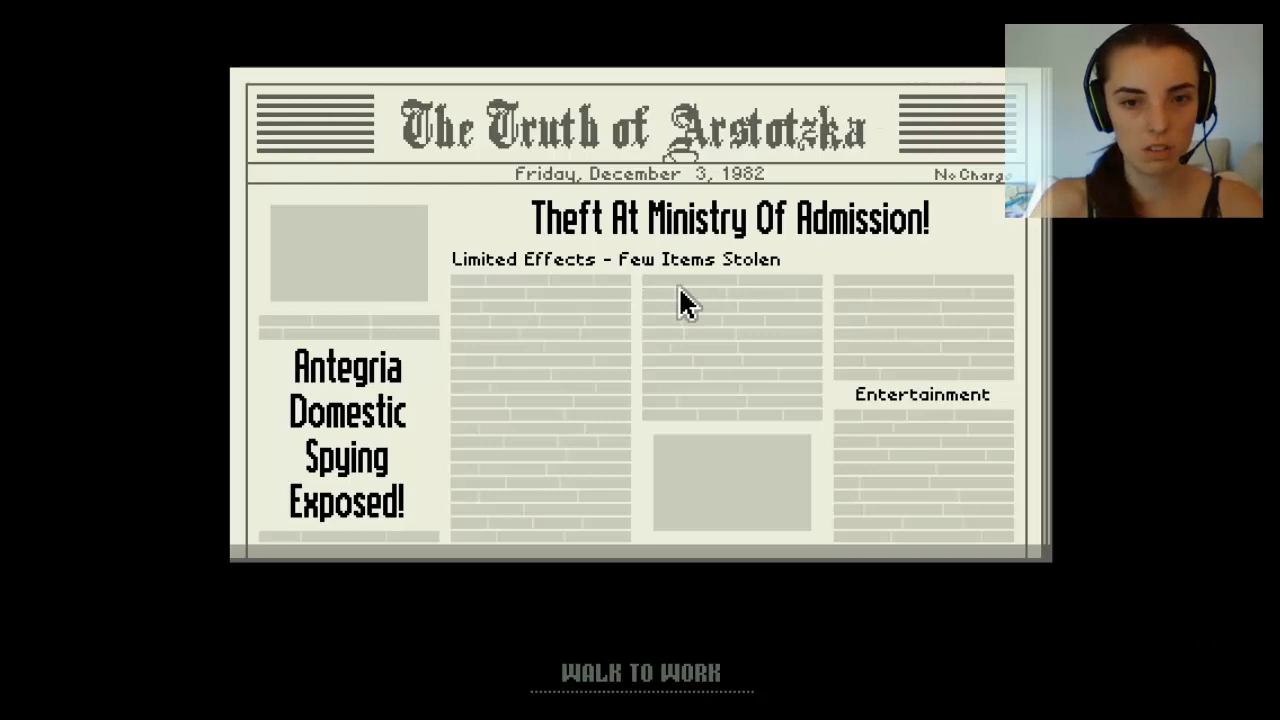 The Truth of Arstotzka
Friday, December 3, 1982
No Charge
Theft At Ministry Of Admission!
Limited Effects - Few Items Stolen
Antegria
Domestic
Spying
Exposed!
Entertainment
WALK TO WORK